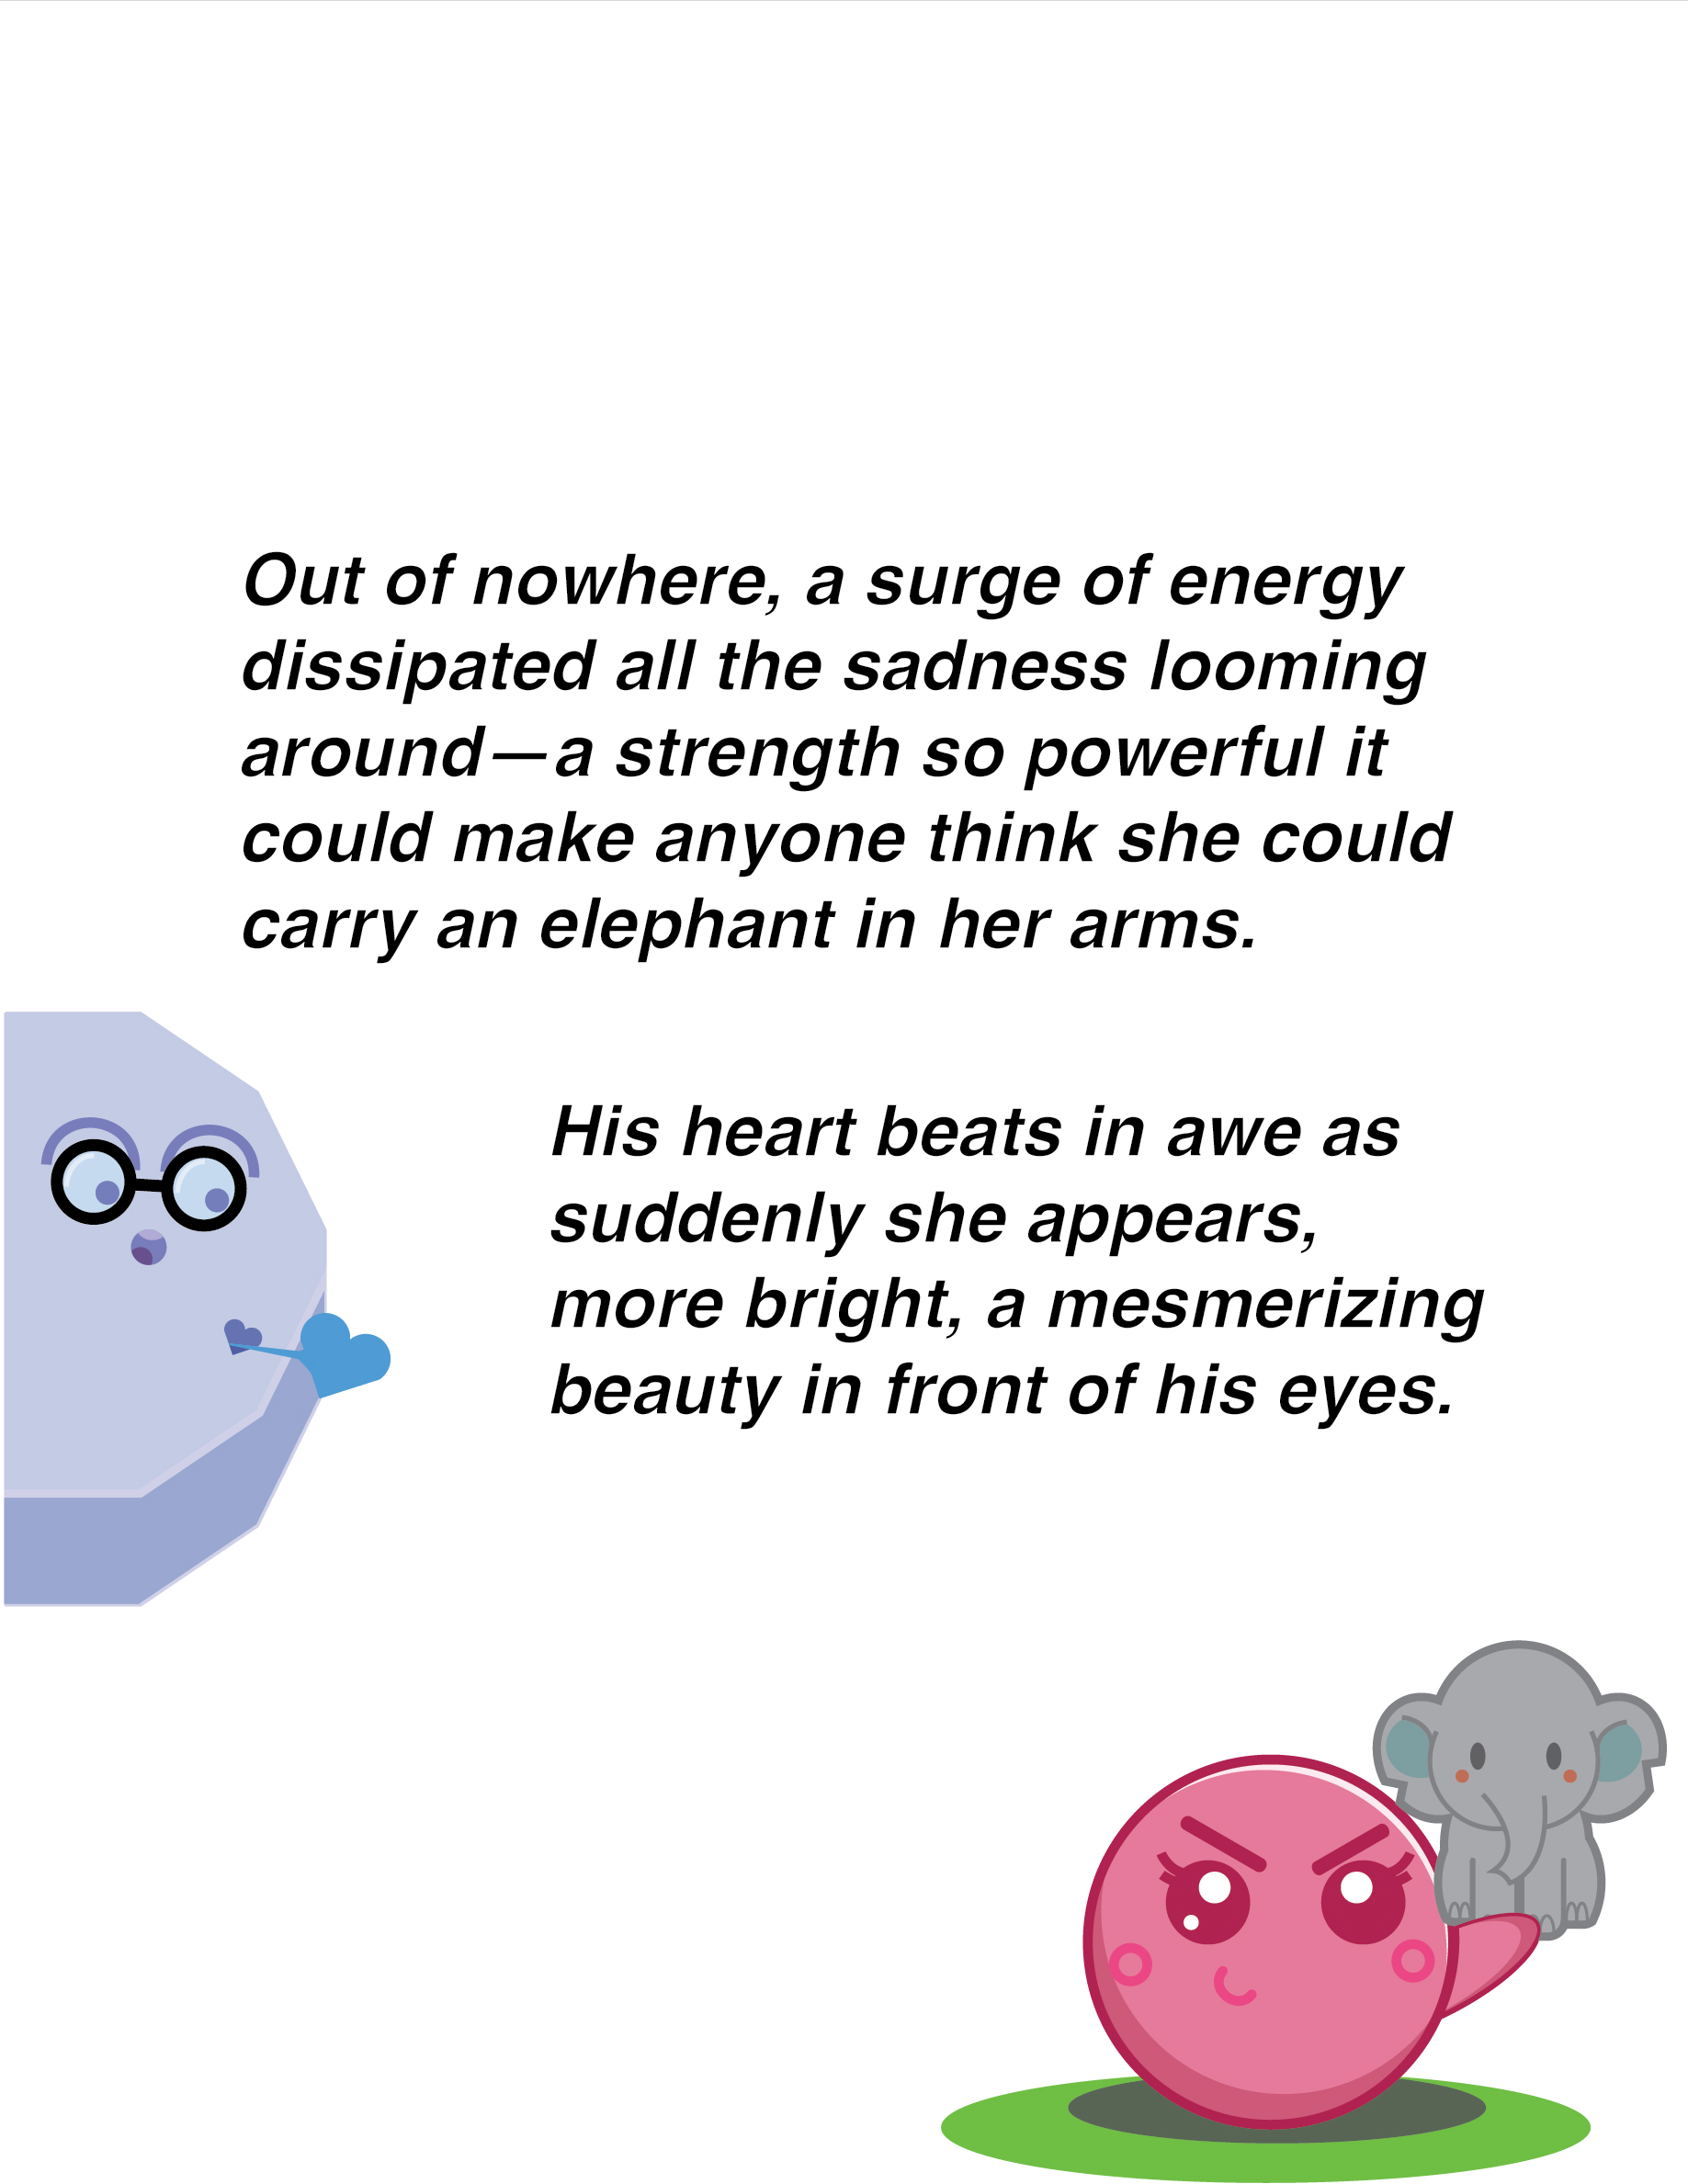 Out of nowhere, a surge of energy
dissipated all the sadness looming
around—a strength so powerful it
could make anyone think she could
carry an elephant in her arms.
His heart beats in awe as
suddenly she appears,
more bright, a mesmerizing
beauty in front of his eyes.